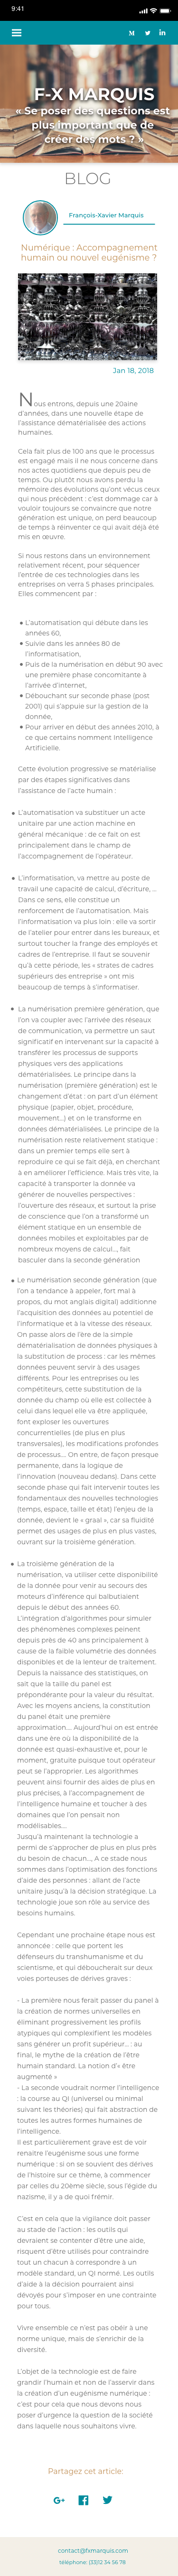 9:41
F-X MARQUIS
« Se poser des questions est
plus important que de
créer des mots ? »
BLOG
François-Xavier Marquis
Numérique : Accompagnement
humain ou nouvel eugénisme ?
Jan 18, 2018
Nous entrons, depuis une 20aine
d'années, dans une nouvelle étape de
l'assistance dématérialisée des actions
humaines.
Cela fait plus de 100 ans que le processus
est engagé mais il ne nous concerne dans
nos actes quotidiens que depuis peu de
temps. Ou plutôt nous avons perdu la
mémoire des évolutions qu'ont vécus ceux
qui nous précèdent : c'est dommage car à
vouloir toujours se convaincre que notre
génération est unique, on perd beaucoup
de temps à réinventer ce qui avait déjà été
mis en œuvre.
Si nous restons dans un environnement
relativement récent, pour séquencer
l'entrée de ces technologies dans les
entreprises on verra 5 phases principales.
Elles commencent par :
• L'automatisation qui débute dans les
années 60,
• Suivie dans les années 80 de
l'informatisation,
• Puis de la numérisation en début 90 avec
une première phase concomitante à
l'arrivée d'internet,
• Débouchant sur seconde phase (post
2001) qui s'appuie sur la gestion de la
donnée,
• Pour arriver en début des années 2010, à
ce que certains nomment Intelligence
Artificielle.
Cette évolution progressive se matérialise
par des étapes significatives dans
l'assistance de l'acte humain :
• L'automatisation va substituer un acte
unitaire par une action machine en
général mécanique : de ce fait on est
principalement dans le champ de
l'accompagnement de l'opérateur.
• L'informatisation, va mettre au poste de
travail une capacité de calcul, d'écriture, ...
Dans ce sens, elle constitue un
renforcement de l'automatisation. Mais
l'informatisation va plus loin : elle va sortir
de l'atelier pour entrer dans les bureaux, et
surtout toucher la frange des employés et
cadres de l'entreprise. Il faut se souvenir
qu'à cette période, les « strates de cadres
supérieurs des entreprise » ont mis
beaucoup de temps à s'informatiser.
• La numérisation première génération, que
l'on va coupler avec l'arrivée des réseaux
de communication, va permettre un saut
significatif en intervenant sur la capacité à
transférer les processus de supports
physiques vers des applications
dématérialisées. Le principe dans la
numérisation (première génération) est le
changement d'état : on part d'un élément
physique (papier, objet, procédure,
mouvement...) et on le transforme en
données dématérialisées. Le principe de la
numérisation reste relativement statique :
dans un premier temps elle sert à
reproduire ce qui se fait déjà, en cherchant
à en améliorer l'efficience. Mais très vite, la
capacité à transporter la donnée va
générer de nouvelles perspectives :
l'ouverture des réseaux, et surtout la prise
de conscience que l'on a transformé un
élément statique en un ensemble de
données mobiles et exploitables par de
nombreux moyens de calcul..., fait
basculer dans la seconde génération
• Le numérisation seconde génération (que
l'on a tendance à appeler, fort mal à
propos, du mot anglais digital) additionne
l'acquisition des données au potentiel de
l'informatique et à la vitesse des réseaux.
On passe alors de l'ère de la simple
dématérialisation de données physiques à
la substitution de process : car les mêmes
données peuvent servir à des usages
différents. Pour les entreprises ou les
compétiteurs, cette substitution de la
donnée du champ où elle est collectée à
celui dans lequel elle va être appliquée,
font exploser les ouvertures
concurrentielles (de plus en plus
transversales), les modifications profondes
de processus.... On entre, de façon presque
permanente, dans la logique de
l'innovation (nouveau dedans). Dans cette
seconde phase qui fait intervenir toutes les
fondamentaux des nouvelles technologies
(temps, espace, taille et état) l'enjeu de la
donnée, devient le « graal », car sa fluidité
permet des usages de plus en plus vastes,
ouvrant sur la troisième génération.
• La troisième génération de la
numérisation, va utiliser cette disponibilité
de la donnée pour venir au secours des
moteurs d'inférence qui balbutiaient
depuis le début des années 60.
L'intégration d'algorithmes pour simuler
des phénomènes complexes peinent
depuis près de 40 ans principalement à
cause de la faible volumétrie des données
disponibles et de la lenteur de traitement.
Depuis la naissance des statistiques, on
sait que la taille du panel est
prépondérante pour la valeur du résultat.
Avec les moyens anciens, la constitution
du panel était une première
approximation.... Aujourd'hui on est entrée
dans une ère où la disponibilité de la
donnée est quasi-exhaustive et, pour le
moment, gratuite puisque tout opérateur
peut se l'approprier. Les algorithmes
peuvent ainsi fournir des aides de plus en
plus précises, à l'accompagnement de
l'intelligence humaine et toucher à des
domaines que l'on pensait non
modélisables....
Jusqu'à maintenant la technologie a
permi de s'approcher de plus en plus près
du besoin de chacun..., A ce stade nous
sommes dans l'optimisation des fonctions
d'aide des personnes : allant de l'acte
unitaire jusqu'à la décision stratégique. La
technologie joue son rôle au service des
besoins humains.
Cependant une prochaine étape nous est
annoncée : celle que portent les
défenseurs du transhumanisme et du
scientisme, et qui déboucherait sur deux
voies porteuses de dérives graves :
- La première nous ferait passer du panel à
la création de normes universelles en
éliminant progressivement les profils
atypiques qui complexifient les modèles
sans générer un profit supérieur... : au
final, le mythe de la création de l'être
humain standard. La notion d'« être
augmenté »
- La seconde voudrait normer l'intelligence
: la course au QI (universel ou minimal
suivant les théories) qui fait abstraction de
toutes les autres formes humaines de
l'intelligence.
Il est particulièrement grave est de voir
renaitre l'eugénisme sous une forme
numérique : si on se souvient des dérives
de l'histoire sur ce thème, à commencer
par celles du 20ème siècle, sous l'égide du
nazisme, il y a de quoi frémir.
C'est en cela que la vigilance doit passer
au stade de l'action : les outils qui
devraient se contenter d'être une aide,
risquent d'être utilisés pour contraindre
tout un chacun à correspondre à un
modèle standard, un QI normé. Les outils
d'aide à la décision pourraient ainsi
dévoyés pour s'imposer en une contrainte
pour tous.
Vivre ensemble ce n'est pas obéir à une
norme unique, mais de s'enrichir de la
diversité.
L'objet de la technologie est de faire
grandir l'humain et non de l'asservir dans
la création d'un eugénisme numérique :
c'est pour cela que nous devons nous
poser d'urgence la question de la société
dans laquelle nous souhaitons vivre.
Partagez cet article:
contact@fxmarquis.com
téléphone: (33)12 34 56 78